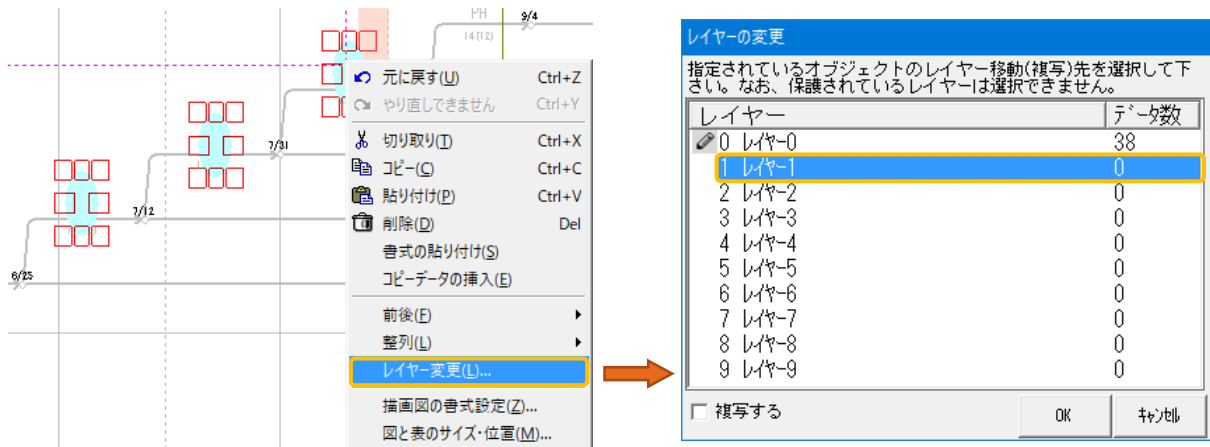 PH
14(12)
9/4
7/31
7/12
6/25
元に戻す(U) Ctrl+Z
やり直しできません Ctrl+Y
切り取り(T) Ctrl+X
コピー(C) Ctrl+C
貼り付け(P) Ctrl+V
削除(D) Del
書式の貼り付け(S)
コピーデータの挿入(E)
前後(F)
整列(L)
レイヤー変更(L)...
描画図の書式設定(Z)...
図と表のサイズ・位置(M)...
レイヤーの変更
指定されているオブジェクトのレイヤー移動(複写)先を選択して下
さい。なお、保護されているレイヤーは選択できません。
レイヤー データ数
0 レイヤー0 38
1 レイヤー1 0
2 レイヤー2 0
3 レイヤー3 0
4 レイヤー4 0
5 レイヤー5 0
6 レイヤー6 0
7 レイヤー7 0
8 レイヤー8 0
9 レイヤー9 0
複写する
OK
キャンセル